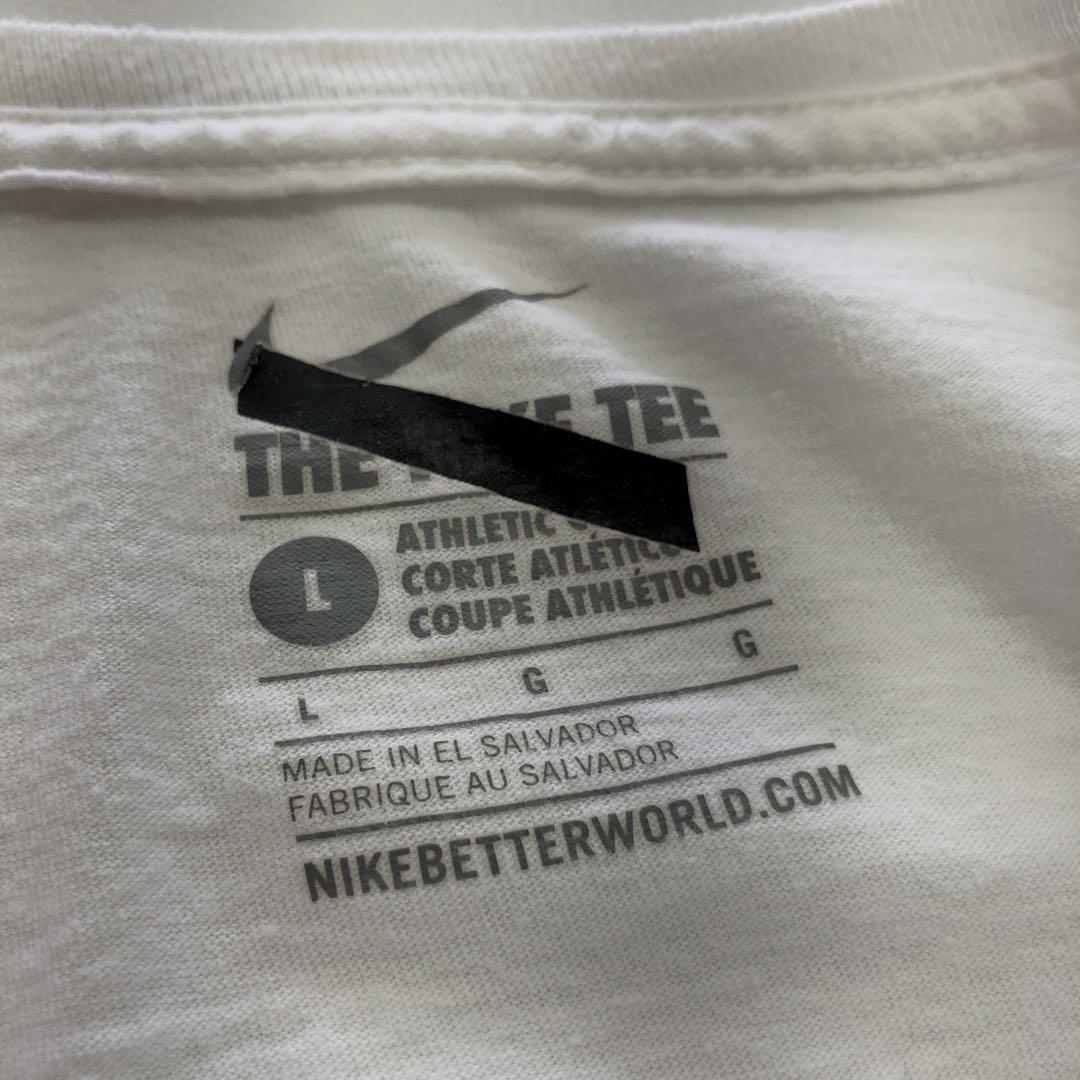 THE TEE
ATHLETIC
CORTE ATLÉTICO
COUPE ATHLÉTIQUE
L
L G G
MADE IN EL SALVADOR
FABRIQUE AU SALVADOR
NIKEBETTERWORLD.COM